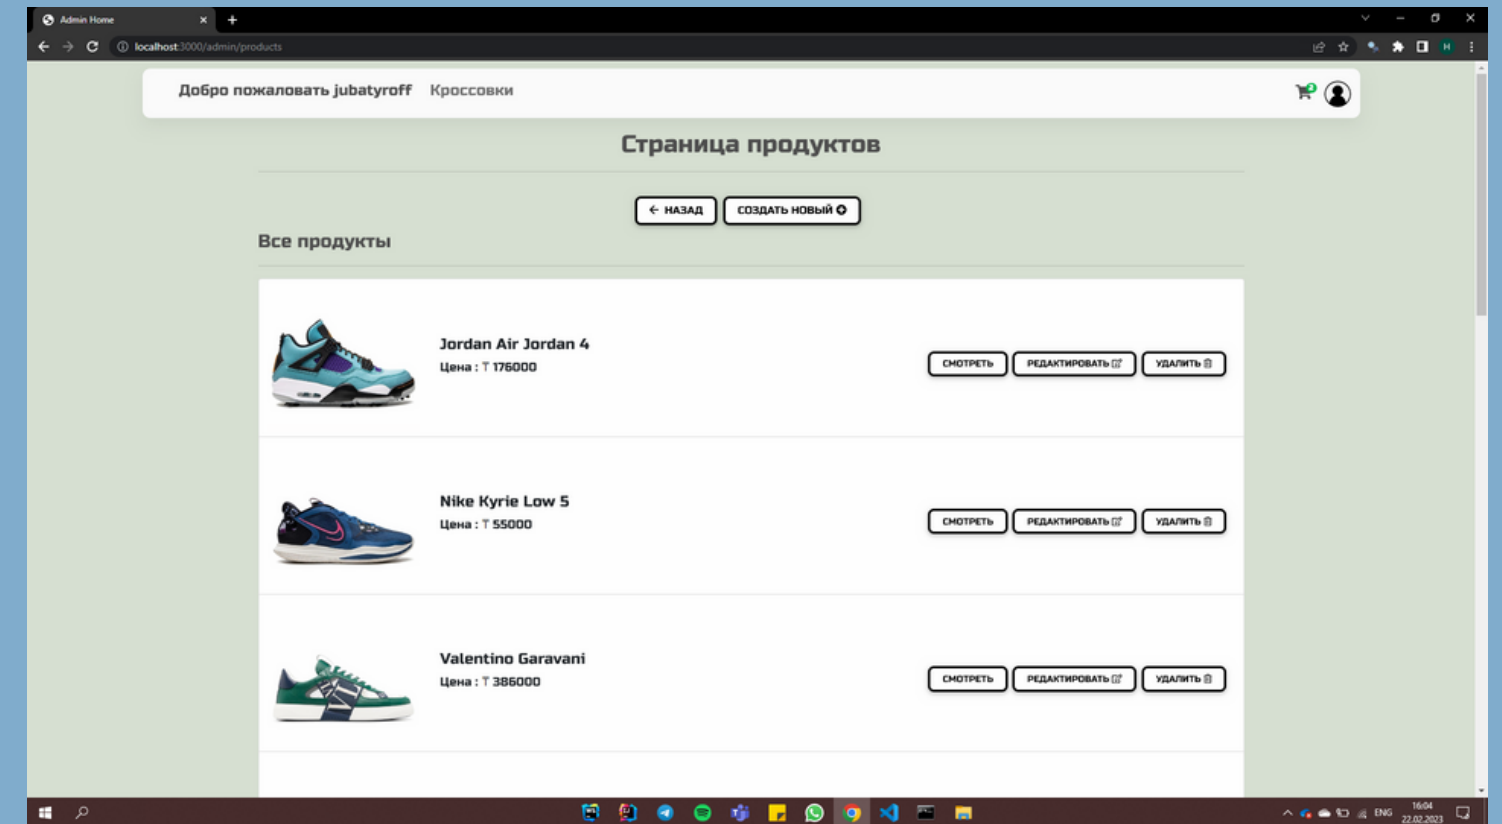 Admin Home
localhost:3000/admin/products
H
Добро пожаловать jubatyroff Кроссовки
2
Страница продуктов
← НАЗАД СОЗДАТЬ НОВЫЙ
Все продукты
Jordan Air Jordan 4
Цена : ₸ 176000
СМОТРЕТЬ РЕДАКТИРОВАТЬ УДАЛИТЬ
Nike Kyrie Low 5
Цена : ₸ 55000
СМОТРЕТЬ РЕДАКТИРОВАТЬ УДАЛИТЬ
Valentino Garavani
Цена : ₸ 386000
СМОТРЕТЬ РЕДАКТИРОВАТЬ УДАЛИТЬ
ENG
16:04
22.02.2023